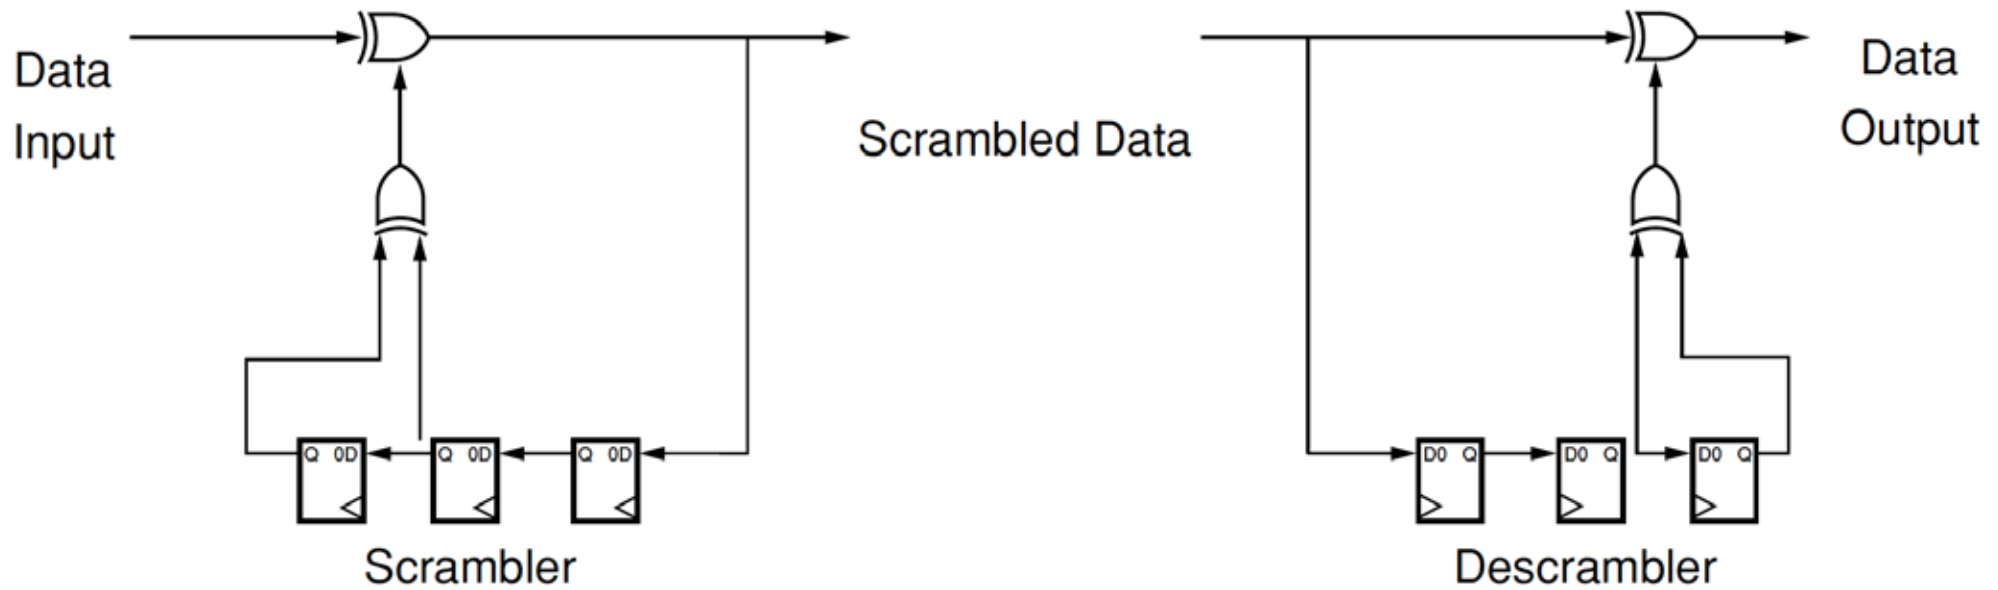 Data
Input
Scrambled Data
Data
Output
Q 0D
Q 0D
Q 0D
D0 Q
D0 Q
D0 Q
Scrambler
Descrambler